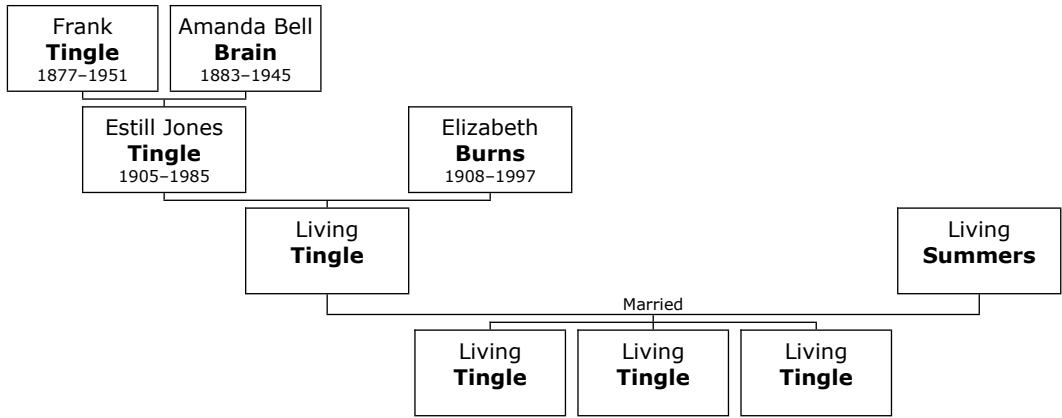 Frank
Tingle
1877–1951
Amanda Bell
Brain
1883–1945
Estill Jones
Tingle
1905–1985
Elizabeth
Burns
1908–1997
Living
Tingle
Living
Summers
Married
Living
Tingle
Living
Tingle
Living
Tingle